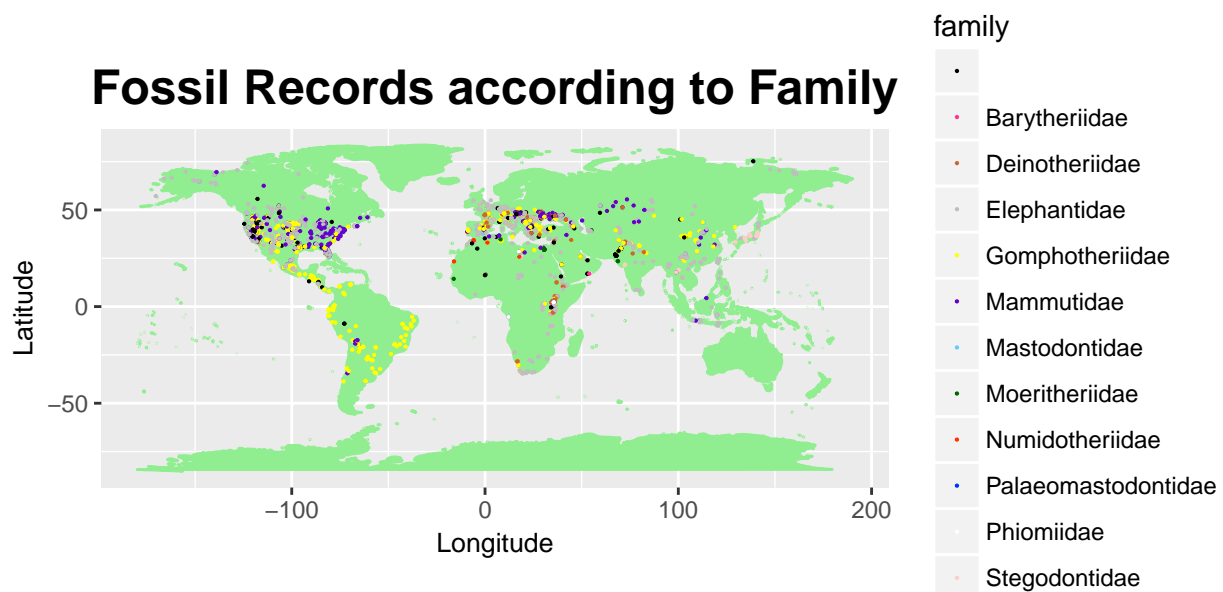 Fossil Records according to Family
family
Barytheriidae
Deinotheriidae
Elephantidae
Gomphotheriidae
Mammutidae
Mastodontidae
Moeritheriidae
Numidotheriidae
Palaeomastodontidae
Phiomiidae
Stegodontidae
Latitude
50
0
−50
−100
0
100
200
Longitude